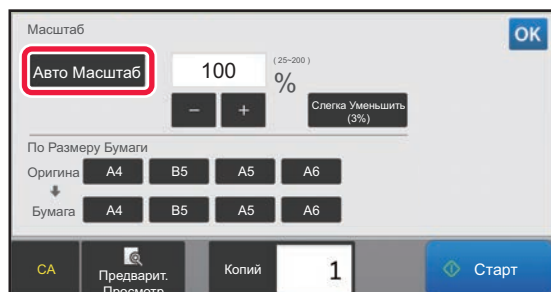 Масштаб
OK
Авто Масштаб
100
(25~200)
%
−
+
Слегка Уменьшить
(3%)
По Размеру Бумаги
Оригина
A4
B5
A5
A6
Бумага
A4
B5
A5
A6
CA
Предварит.
Просмотр
Копий
1
Старт